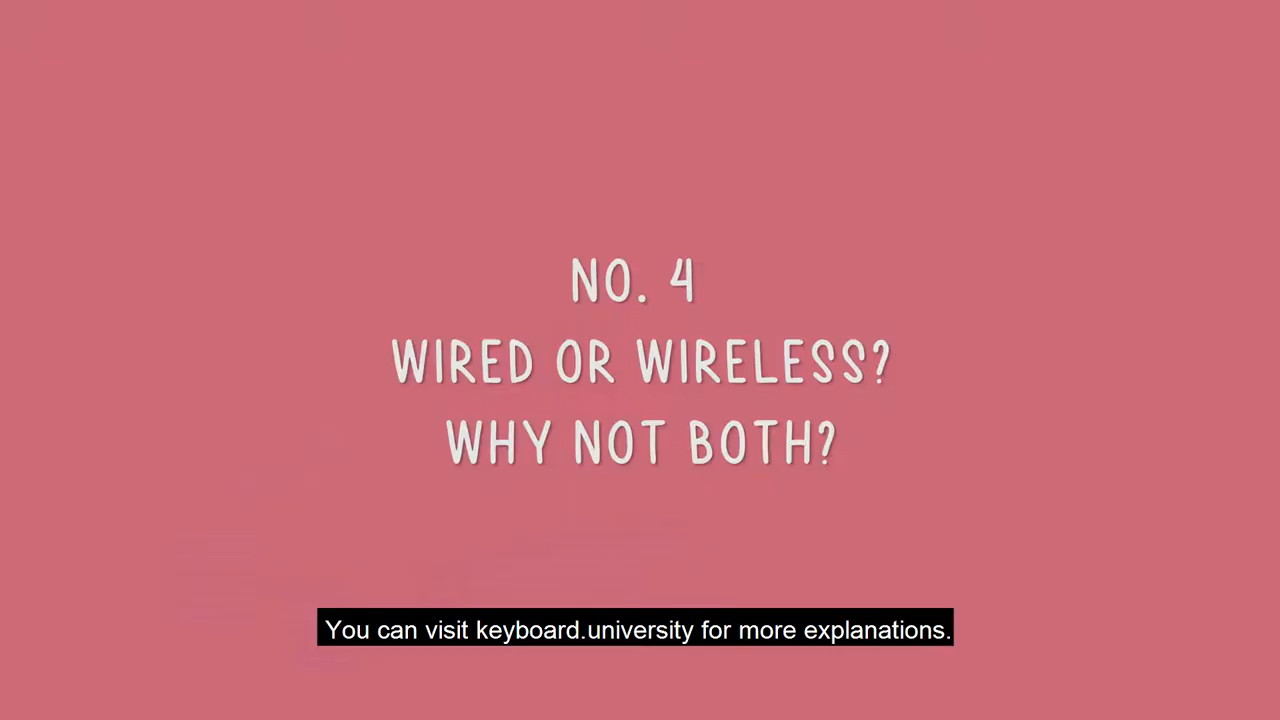 NO. 4
WIRED OR WIRELESS?
WHY NOT BOTH?
You can visit keyboard.university for more explanations.